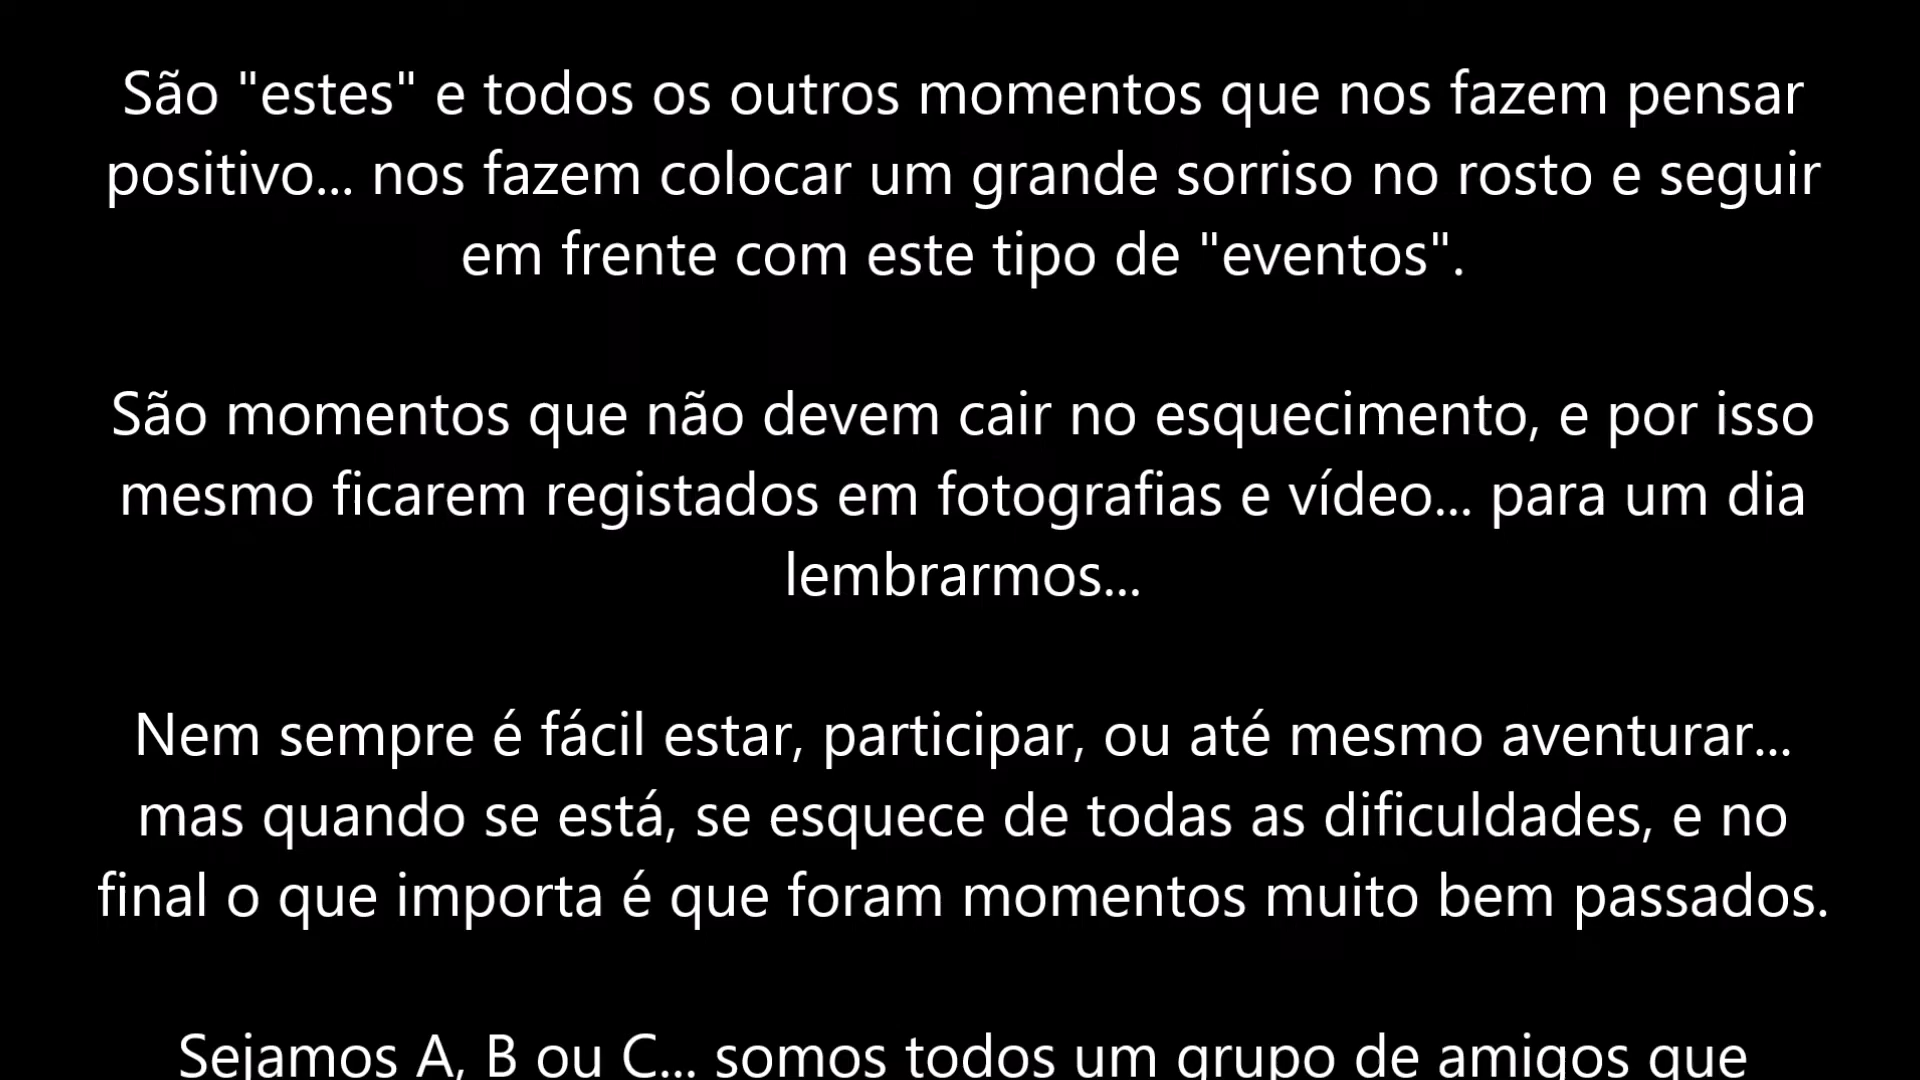 São "estes" e todos os outros momentos que nos fazem pensar
positivo... nos fazem colocar um grande sorriso no rosto e seguir
em frente com este tipo de "eventos".
São momentos que não devem cair no esquecimento, e por isso
mesmo ficarem registados em fotografias e vídeo... para um dia
lembrarmos...
Nem sempre é fácil estar, participar, ou até mesmo aventurar...
mas quando se está, se esquece de todas as dificuldades, e no
final o que importa é que foram momentos muito bem passados.
Sejamos A, B ou C... somos todos um grupo de amigos que